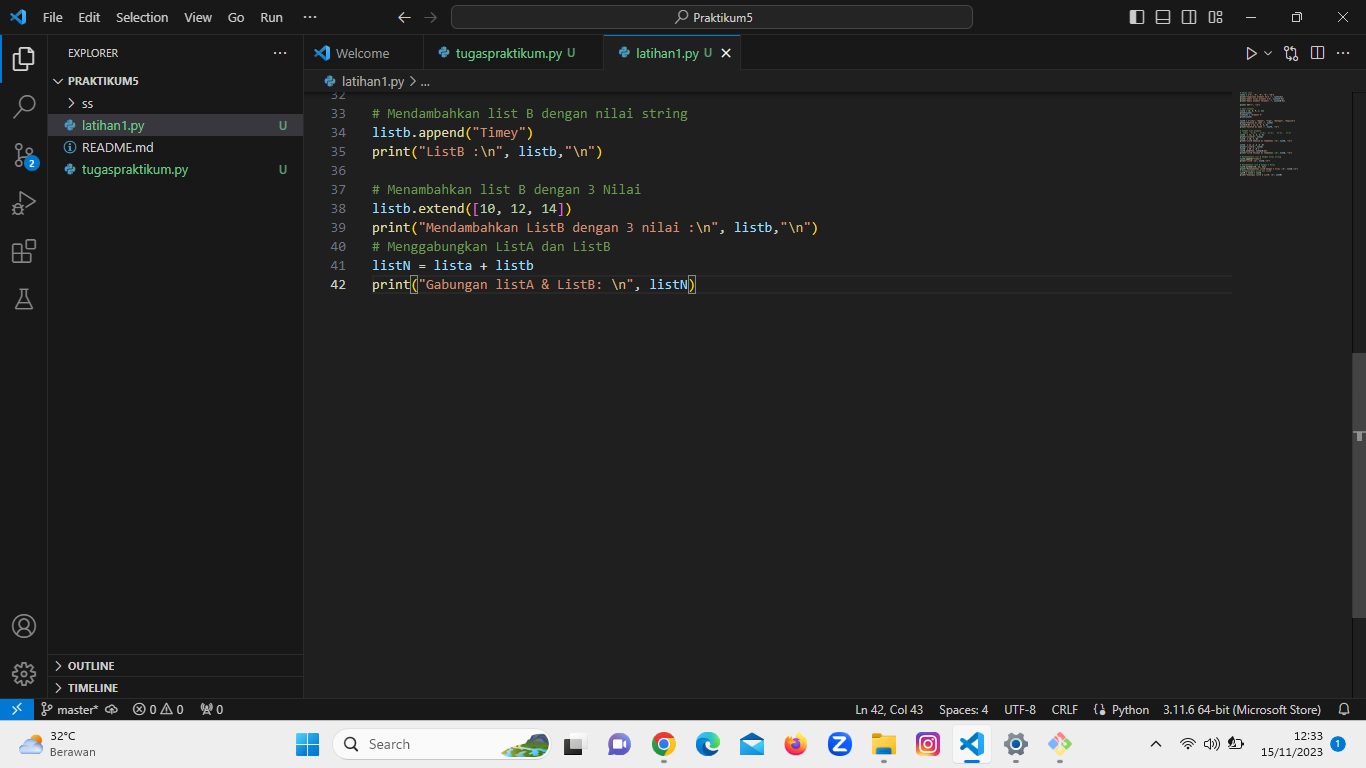 File Edit Selection View Go Run ···
Praktikum5
EXPLORER ···
PRAKTIKUM5
ss
latihan1.py U
README.md
tugaspraktikum.py U
OUTLINE
TIMELINE
Welcome
tugaspraktikum.py U
latihan1.py U
latihan1.py > ...
32
33 # Mendambahkan list B dengan nilai string
34 listb.append("Timey")
35 print("ListB :\n", listb,"\n")
36
37 # Menambahkan list B dengan 3 Nilai
38 listb.extend([10, 12, 14])
39 print("Mendambahkan ListB dengan 3 nilai :\n", listb,"\n")
40 # Menggabungkan ListA dan ListB
41 listN = lista + listb
42 print("Gabungan listA & ListB: \n", listN)
2
master* 0 0 0
Ln 42, Col 43 Spaces: 4 UTF-8 CRLF Python 3.11.6 64-bit (Microsoft Store)
32°C
Berawan
Search
12:33
15/11/2023
1